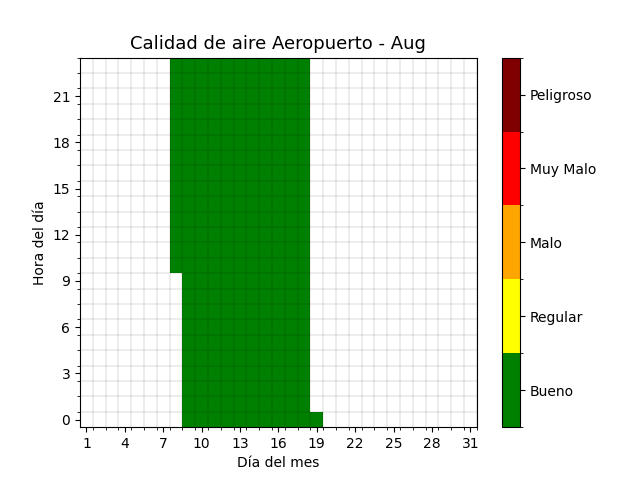 Calidad de aire Aeropuerto - Aug
Hora del día
21
18
15
12
9
6
3
0
1 4 7 10 13 16 19 22 25 28 31
Día del mes
Peligroso
Muy Malo
Malo
Regular
Bueno